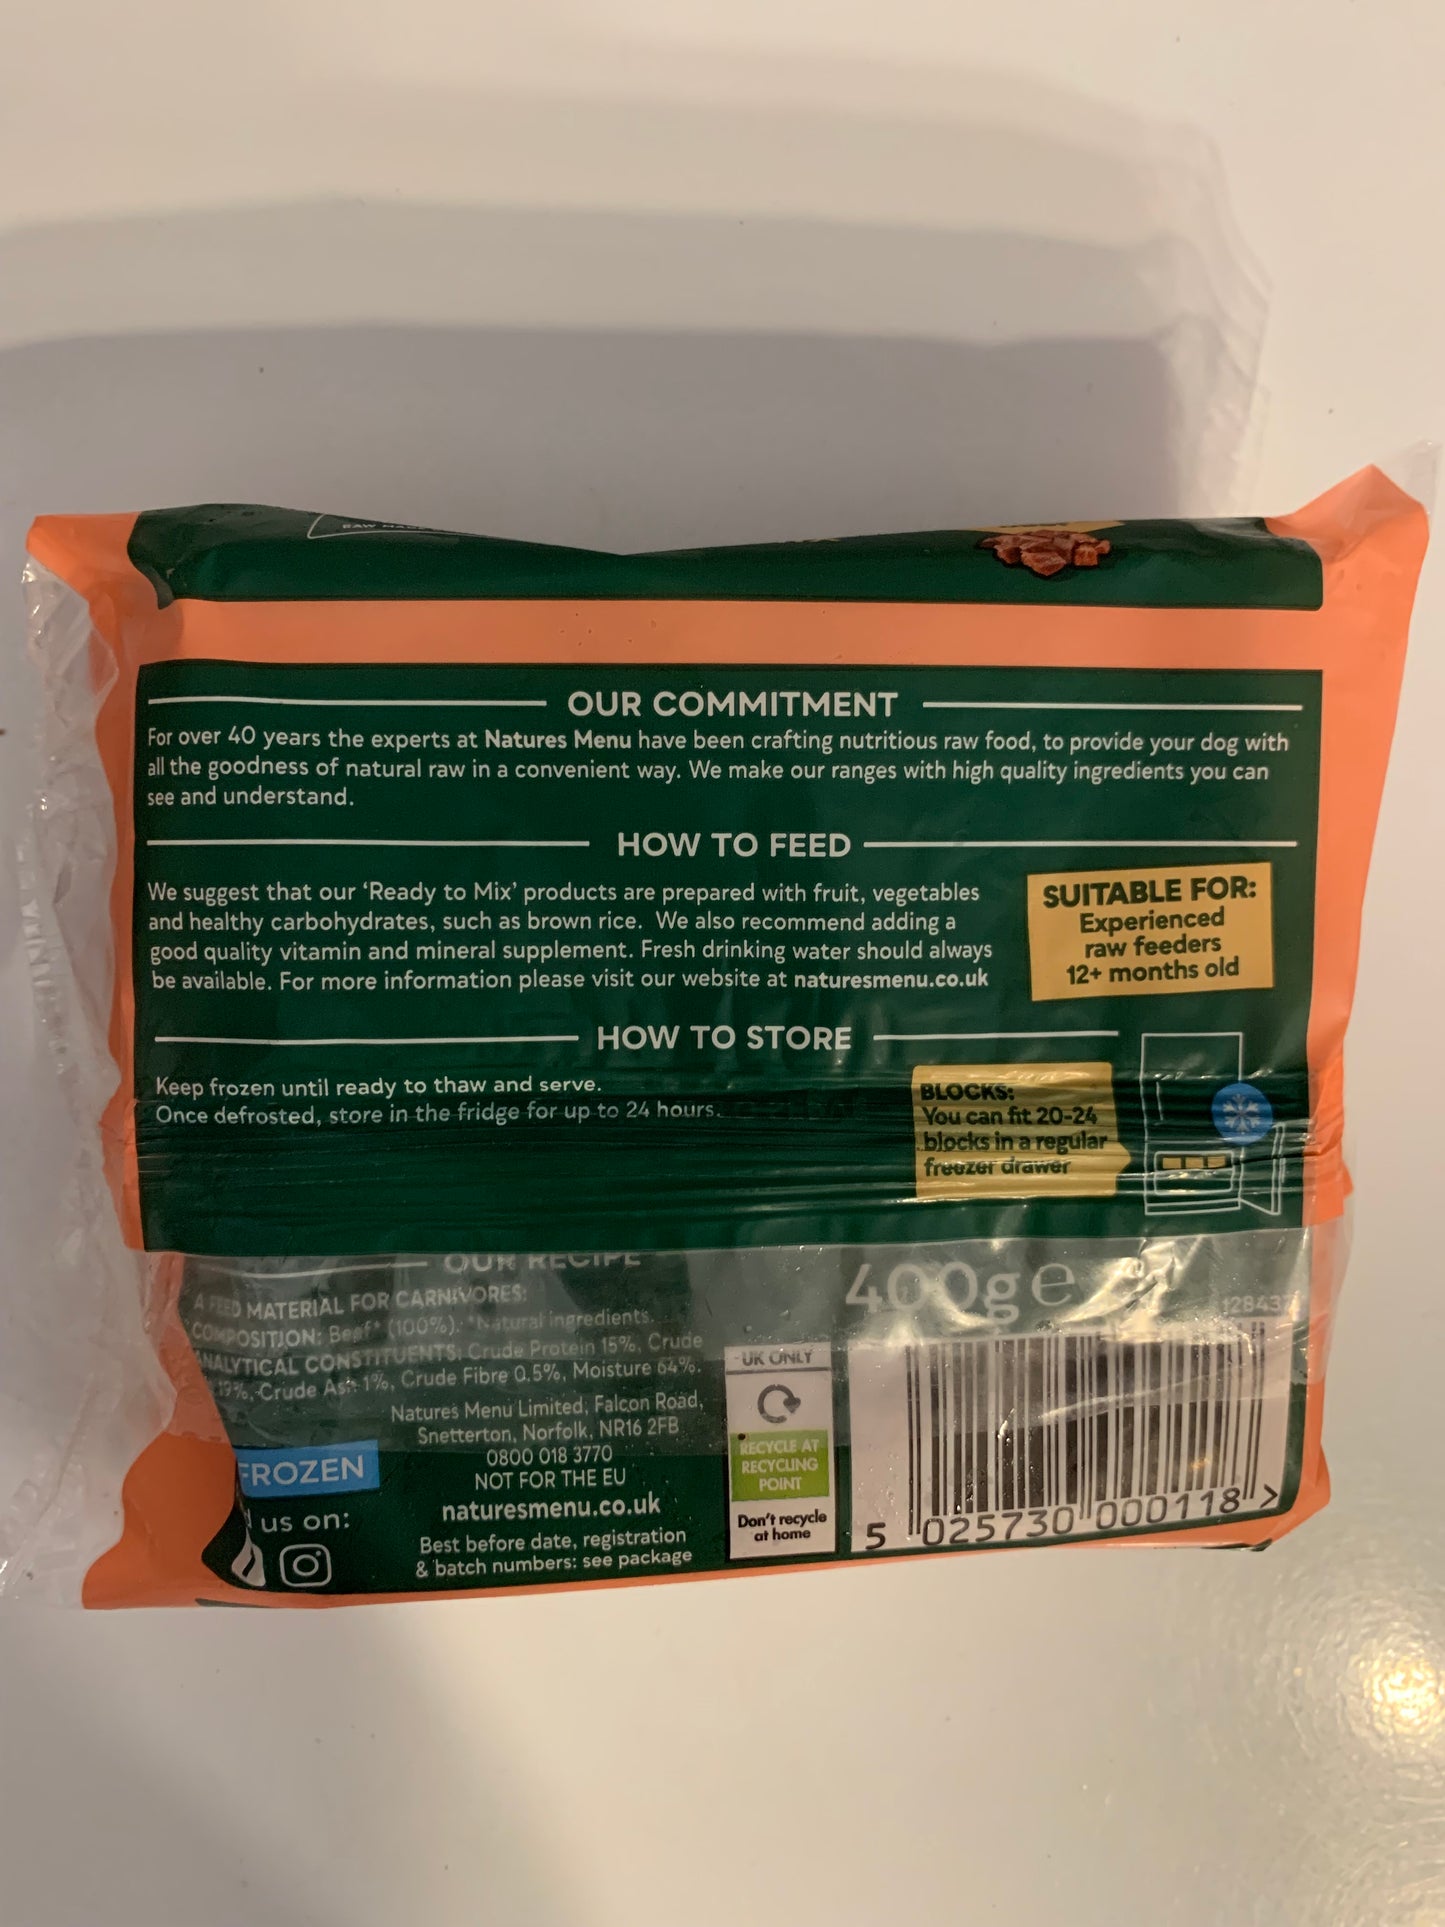 RAW
OUR COMMITMENT
For over 40 years the experts at Natures Menu have been crafting nutritious raw food, to provide your dog with
all the goodness of natural raw in a convenient way. We make our ranges with high quality ingredients you can
see and understand.
HOW TO FEED
We suggest that our ‘Ready to Mix’ products are prepared with fruit, vegetables
and healthy carbohydrates, such as brown rice. We also recommend adding a
good quality vitamin and mineral supplement. Fresh drinking water should always
be available. For more information please visit our website at naturesmenu.co.uk
SUITABLE FOR:
Experienced
raw feeders
12+ months old
HOW TO STORE
Keep frozen until ready to thaw and serve.
Once defrosted, store in the fridge for up to 24 hours.
BLOCKS:
You can fit 20-24
blocks in a regular
freezer drawer
OUR RECIPE
A FEED MATERIAL FOR CARNIVORES:
COMPOSITION: Beef* (100%). *Natural ingredients.
ANALYTICAL CONSTITUENTS: Crude Protein 15%, Crude
19%, Crude Ash 1%, Crude Fibre 0.5%, Moisture 64%.
Natures Menu Limited, Falcon Road,
Snetterton, Norfolk, NR16 2FB
0800 018 3770
NOT FOR THE EU
naturesmenu.co.uk
Best before date, registration
& batch numbers: see package
FROZEN
us on:
400g e
UK ONLY
RECYCLE AT
RECYCLING
POINT
Don't recycle
at home
5 025730 000118 >